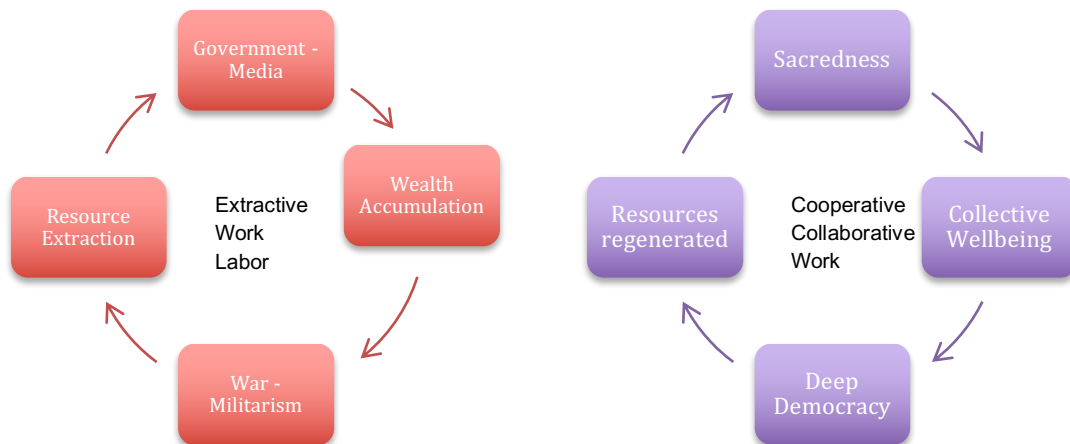 Government -
Media
Wealth
Accumulation
War -
Militarism
Resource
Extraction
Extractive
Work
Labor
Sacredness
Collective
Wellbeing
Deep
Democracy
Resources
regenerated
Cooperative
Collaborative
Work